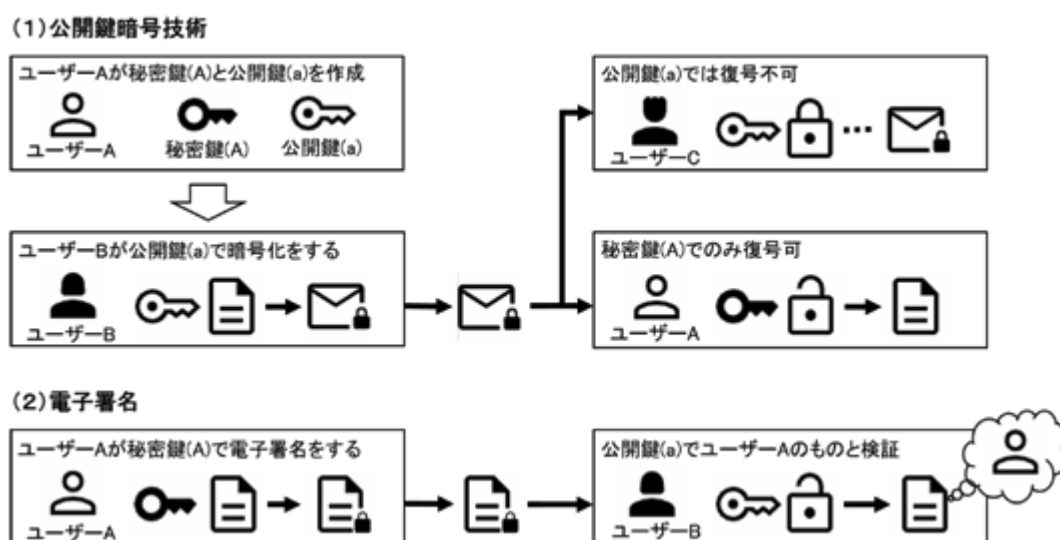 (1)公開鍵暗号技術
ユーザーAが秘密鍵(A)と公開鍵(a)を作成
ユーザーA
秘密鍵(A)
公開鍵(a)
公開鍵(a)では復号不可
ユーザーC
ユーザーBが公開鍵(a)で暗号化をする
ユーザーB
秘密鍵(A)でのみ復号可
ユーザーA
(2)電子署名
ユーザーAが秘密鍵(A)で電子署名をする
ユーザーA
公開鍵(a)でユーザーAのものと検証
ユーザーB